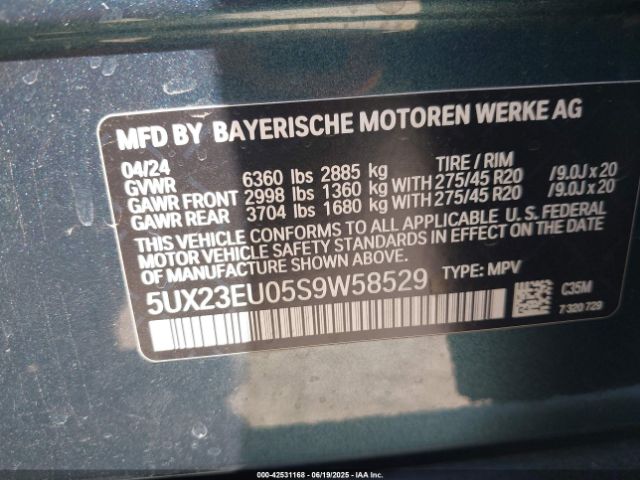 MFD BY BAYERISCHE MOTOREN WERKE AG
04/24 TIRE / RIM
GVWR 6360 lbs 2885 kg
GAWR FRONT 2998 lbs 1360 kg WITH 275/45 R20 /9.0J x 20
GAWR REAR 3704 lbs 1680 kg WITH 275/45 R20 /9.0J x 20
THIS VEHICLE CONFORMS TO ALL APPLICABLE U. S. FEDERAL
MOTOR VEHICLE SAFETY STANDARDS IN EFFECT ON THE DATE
OF MANUFACTURE SHOWN ABOVE.
5UX23EU05S9W58529 TYPE: MPV
C35M
7 320 729
000-42531168 - 06/19/2025 - IAAI Inc.